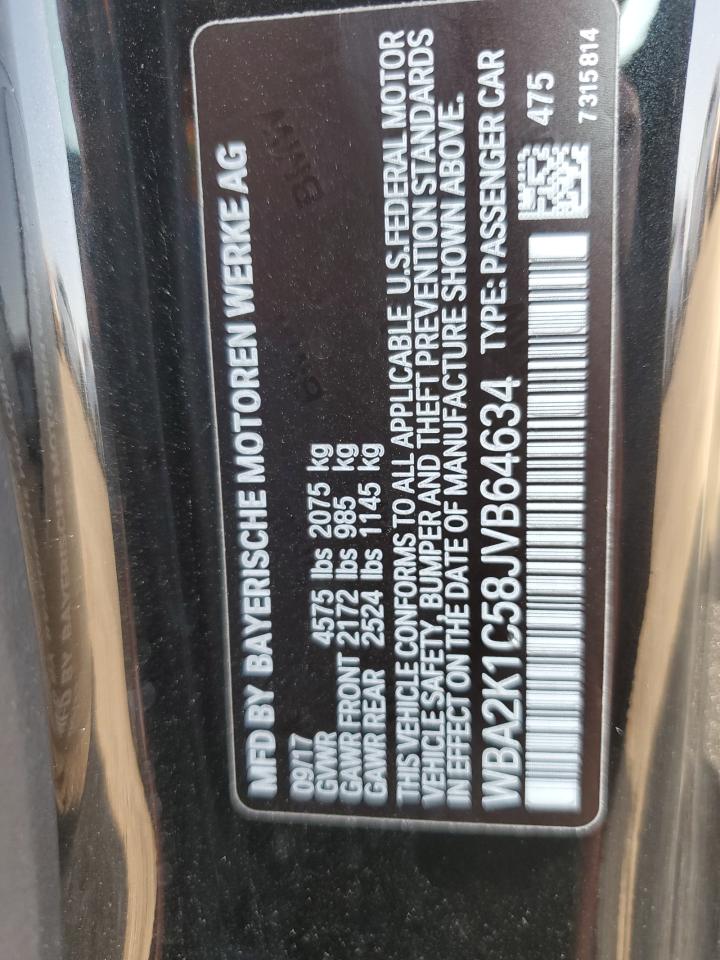 MFD BY BAYERISCHE MOTOREN WERKE AG
09/17
GVWR 4575 lbs 2075 kg
GAWR FRONT 2172 lbs 985 kg
GAWR REAR 2524 lbs 1145 kg
THIS VEHICLE CONFORMS TO ALL APPLICABLE U.S. FEDERAL MOTOR
VEHICLE SAFETY, BUMPER AND THEFT PREVENTION STANDARDS
IN EFFECT ON THE DATE OF MANUFACTURE SHOWN ABOVE.
WBA2K1C58JVB64634 TYPE: PASSENGER CAR
475
7315814
BMW